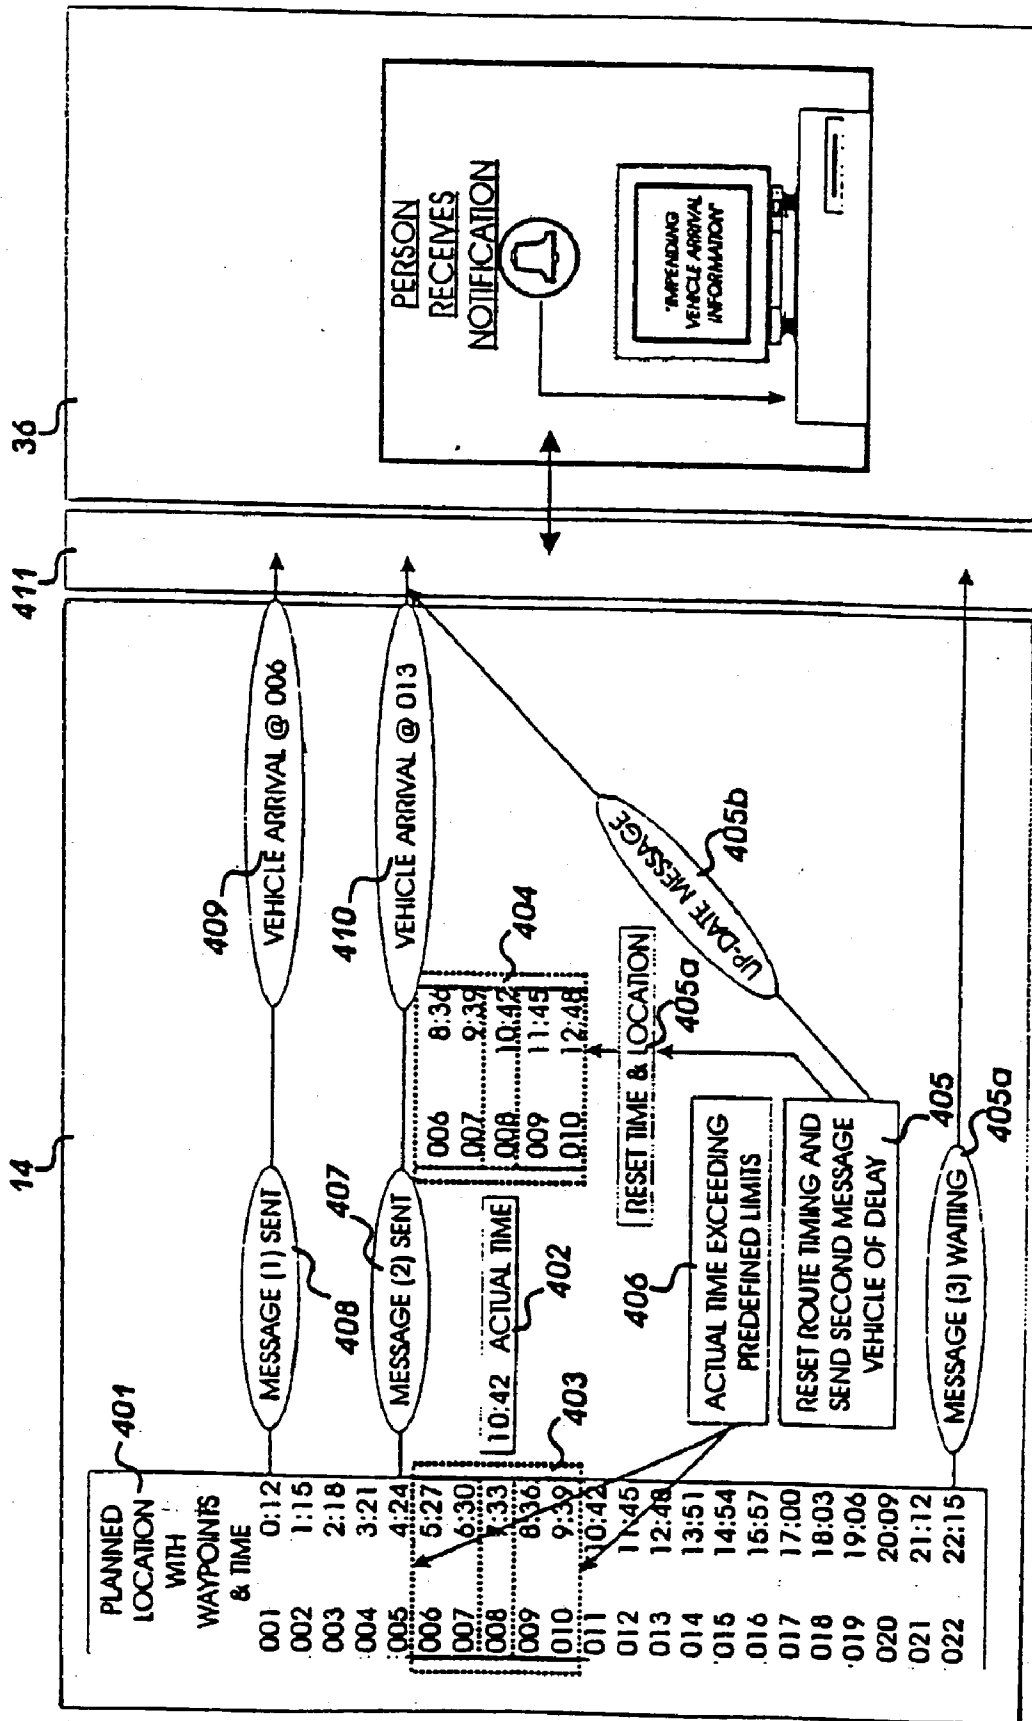 14
411
36
PLANNED
LOCATION
WITH
WAYPOINTS
& TIME
401
001 0:12
002 1:15
003 2:18
004 3:21
005 4:24
006 5:27
007 6:30
008 7:33
009 8:36
010 9:39
011 10:42
012 11:45
013 12:48
014 13:51
015 14:54
016 15:57
017 17:00
018 18:03
019 19:06
020 20:09
021 21:12
022 22:15
MESSAGE (1) SENT
408
VEHICLE ARRIVAL @ 006
409
MESSAGE (2) SENT
407
VEHICLE ARRIVAL @ 013
410
10:42 ACTUAL TIME
402
403
006 8:36
007 9:39
008 10:42
009 11:45
010 12:48
404
RESET TIME & LOCATION
405a
ACTUAL TIME EXCEEDING
PREDEFINED LIMITS
406
RESET ROUTE TIMING AND
SEND SECOND MESSAGE
VEHICLE OF DELAY
405
UP-DATE MESSAGE
405b
MESSAGE (3) WAITING
405a
PERSON
RECEIVES
NOTIFICATION
"IMPENDING
VEHICLE ARRIVAL
INFORMATION"